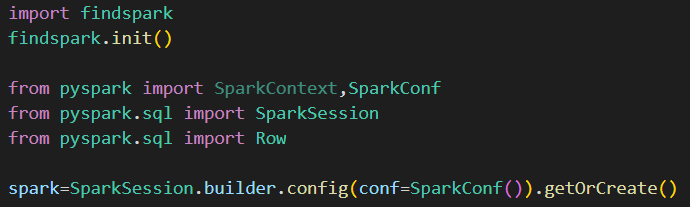 import findspark
findspark.init()
from pyspark import SparkContext,SparkConf
from pyspark.sql import SparkSession
from pyspark.sql import Row
spark=SparkSession.builder.config(conf=SparkConf()).getOrCreate()